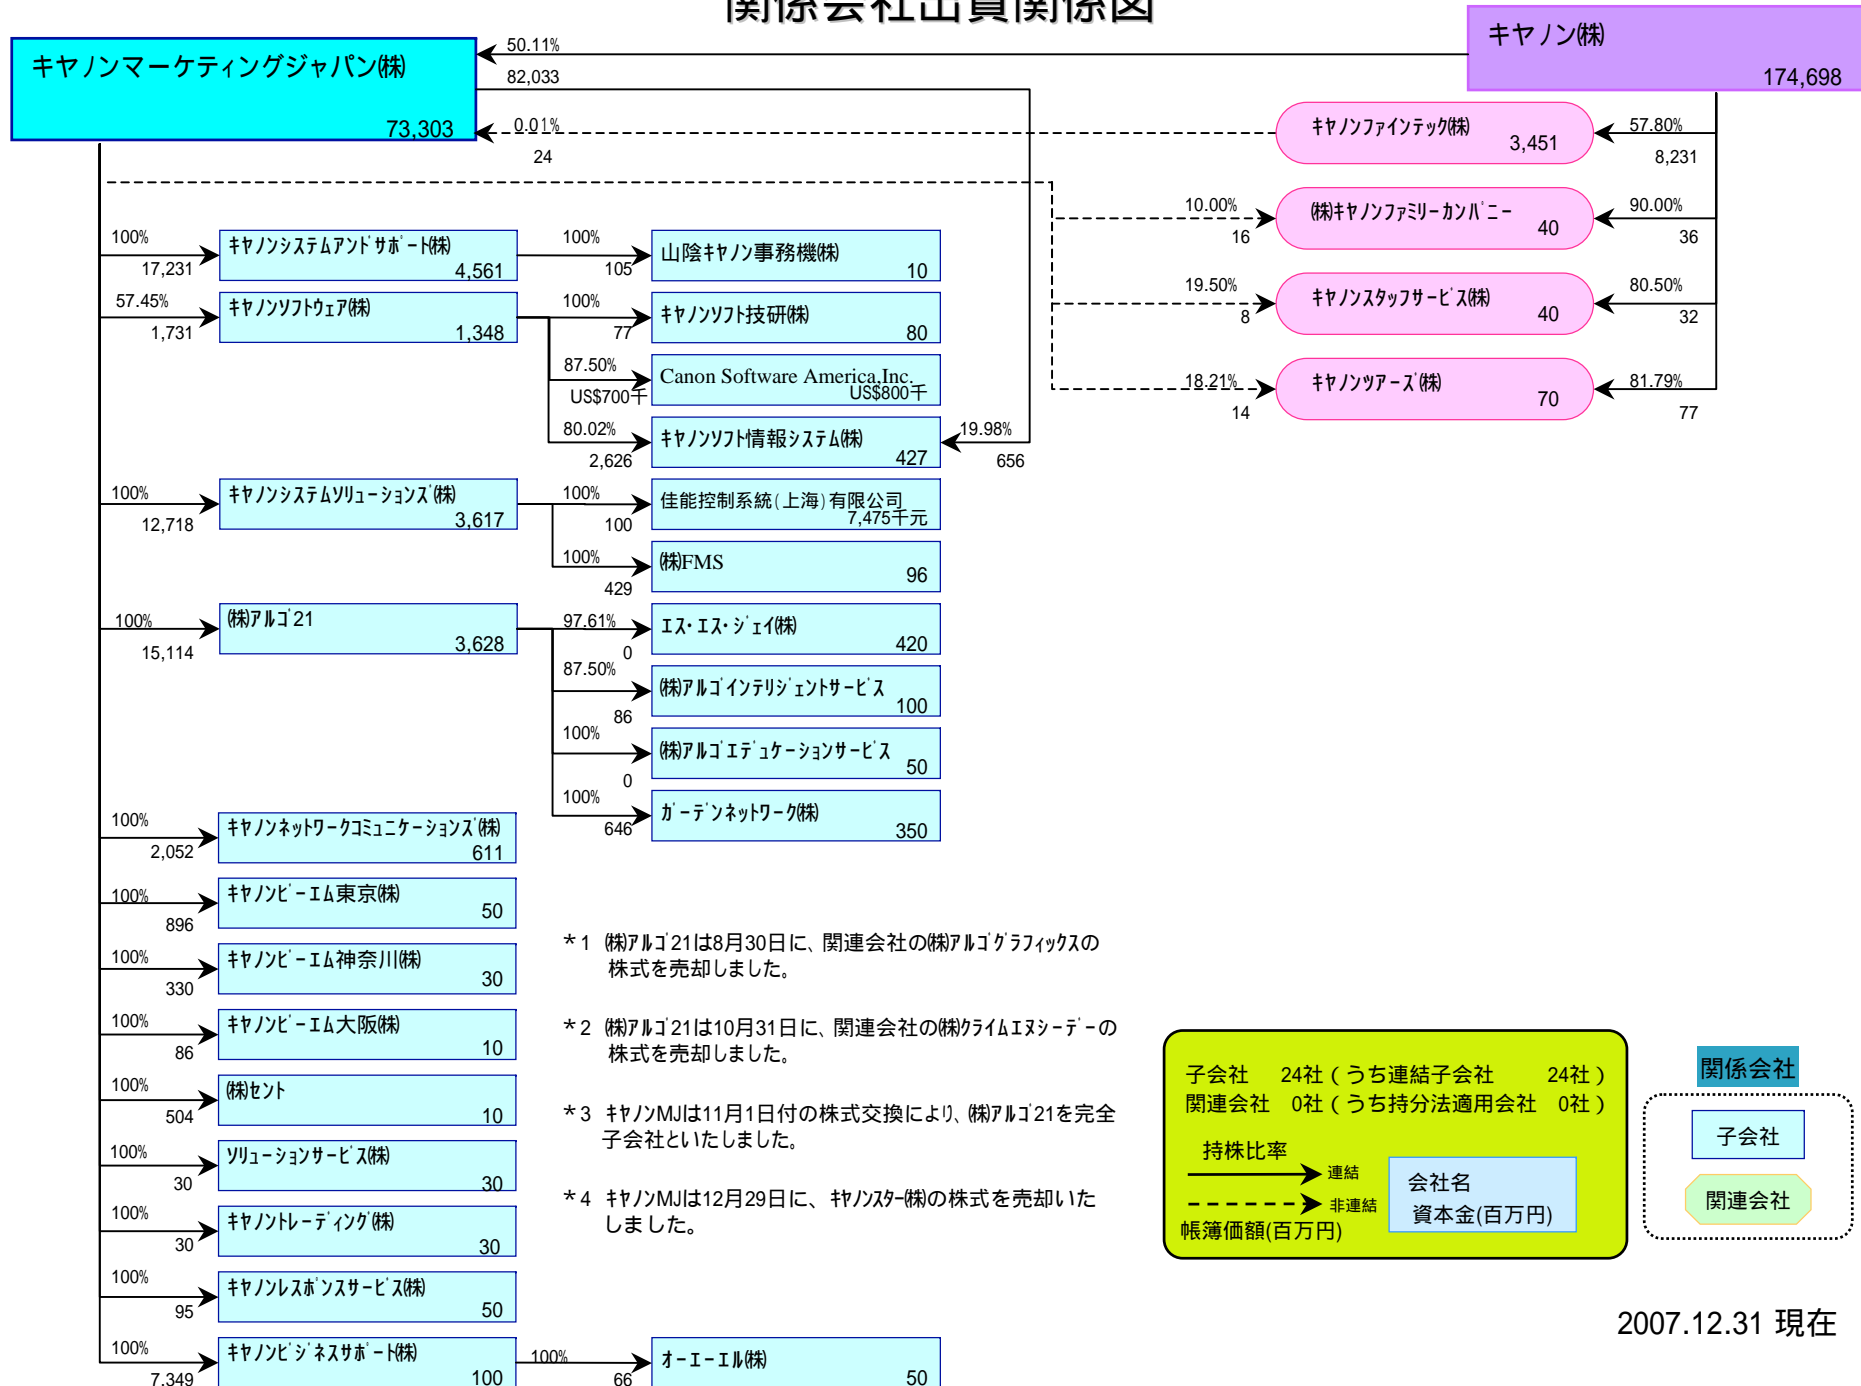 関係会社出資関係図
キヤノンマーケティングジャパン㈱
73,303
キヤノン㈱
174,698
50.11%
82,033
0.01%
24
キヤノンファインテック㈱
3,451
57.80%
8,231
10.00%
16
㈱キヤノンファミリーカンパニー
40
90.00%
36
19.50%
8
キヤノンスタッフサービス㈱
40
80.50%
32
18.21%
14
キヤノンツアーズ㈱
70
81.79%
77
100%
17,231
キヤノンシステムアンドサポート㈱
4,561
100%
105
山陰キヤノン事務機㈱
10
57.45%
1,731
キヤノンソフトウェア㈱
1,348
100%
77
キヤノンソフト技研㈱
80
87.50%
US$700千
Canon Software America,Inc.
US$800千
80.02%
2,626
キヤノンソフト情報システム㈱
427
19.98%
656
100%
12,718
キヤノンシステムソリューションズ㈱
3,617
100%
100
佳能控制系統(上海)有限公司
7,475千元
100%
429
㈱FMS
96
100%
15,114
㈱アルゴ21
3,628
97.61%
0
エス・エス・ジェイ㈱
420
87.50%
86
㈱アルゴインテリジェントサービス
100
100%
0
㈱アルゴエデュケーションサービス
50
100%
646
ガーデンネットワーク㈱
350
100%
2,052
キヤノンネットワークコミュニケーションズ㈱
611
100%
896
キヤノンビーエム東京㈱
50
100%
330
キヤノンビーエム神奈川㈱
30
100%
86
キヤノンビーエム大阪㈱
10
100%
504
㈱セント
10
100%
30
ソリューションサービス㈱
30
100%
30
キヤノントレーディング㈱
30
100%
95
キヤノンレスポンスサービス㈱
50
100%
7,349
キヤノンビジネスサポート㈱
100
100%
66
オーエーエル㈱
50
*1 ㈱アルゴ21は8月30日に、関連会社の㈱アルゴグラフィックスの
株式を売却しました。
*2 ㈱アルゴ21は10月31日に、関連会社の㈱クライムエヌシーデーの
株式を売却しました。
*3 キヤノンMJは11月1日付の株式交換により、㈱アルゴ21を完全
子会社といたしました。
*4 キヤノンMJは12月29日に、キヤノンスター㈱の株式を売却いた
しました。
子会社 24社(うち連結子会社 24社)
関連会社 0社(うち持分法適用会社 0社)
持株比率
連結
非連結
帳簿価額(百万円)
会社名
資本金(百万円)
関係会社
子会社
関連会社
2007.12.31 現在